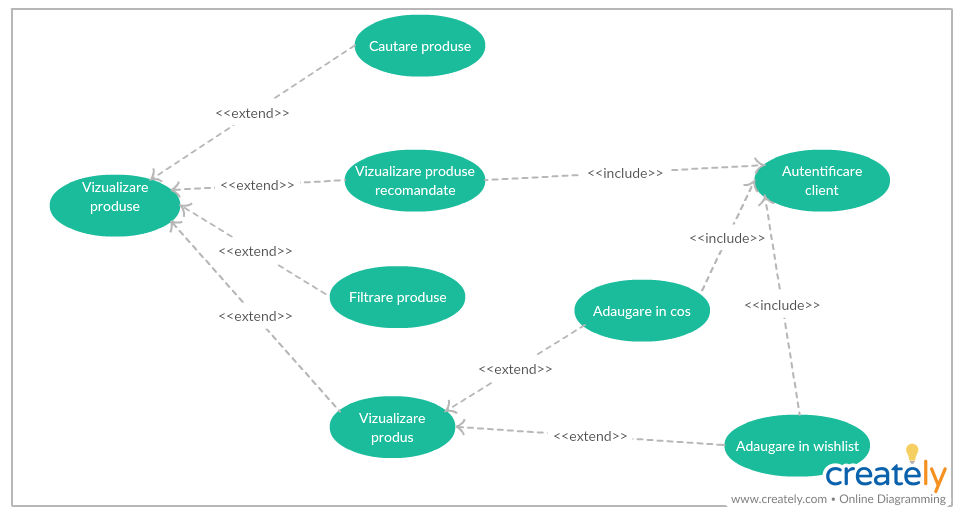 Cautare produse
<<extend>>
Vizualizare produse
recomandate
<<extend>>
<<include>>
Autentificare
client
Vizualizare
produse
<<extend>>
<<include>>
Filtrare produse
Adaugare in cos
<<include>>
<<extend>>
<<extend>>
Vizualizare
produs
<<extend>>
Adaugare in wishlist
creately
www.creately.com • Online Diagramming